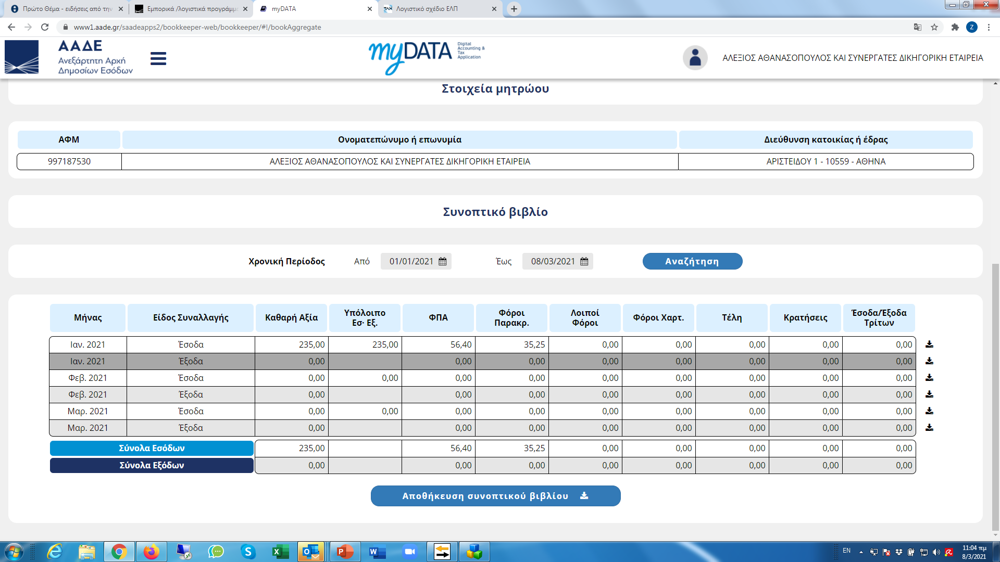 Πρώτο Θέμα - ειδήσεις από την
Εμπορικά /λογιστικά προγράμμα
myDATA
Λογιστικό σχέδιο ΕΛΠ
www1.aade.gr/saadeapps2/bookkeeper-web/bookkeeper/#!/bookAggregate
Z
ΑΑΔΕ
Ανεξάρτητη Αρχή
Δημοσίων Εσόδων
myDATA
Digital
Accounting &
Tax
Application
ΑΛΕΞΙΟΣ ΑΘΑΝΑΣΟΠΟΥΛΟΣ ΚΑΙ ΣΥΝΕΡΓΑΤΕΣ ΔΙΚΗΓΟΡΙΚΗ ΕΤΑΙΡΕΙΑ
Στοιχεία μητρώου
ΑΦΜ Ονοματεπώνυμο ή επωνυμία Διεύθυνση κατοικίας ή έδρας
997187530 ΑΛΕΞΙΟΣ ΑΘΑΝΑΣΟΠΟΥΛΟΣ ΚΑΙ ΣΥΝΕΡΓΑΤΕΣ ΔΙΚΗΓΟΡΙΚΗ ΕΤΑΙΡΕΙΑ ΑΡΙΣΤΕΙΔΟΥ 1 - 10559 - ΑΘΗΝΑ
Συνοπτικό βιβλίο
Χρονική Περίοδος Από 01/01/2021 Έως 08/03/2021 Αναζήτηση
Μήνας Είδος Συναλλαγής Καθαρή Αξία Υπόλοιπο Εσ· Εξ. ΦΠΑ Φόροι Παρακρ. Λοιποί Φόροι Φόροι Χαρτ. Τέλη Κρατήσεις Έσοδα/Έξοδα Τρίτων
Ιαν. 2021 Έσοδα 235,00 235,00 56,40 35,25 0,00 0,00 0,00 0,00 0,00
Ιαν. 2021 Έξοδα 0,00 0,00 0,00 0,00 0,00 0,00 0,00 0,00
Φεβ. 2021 Έσοδα 0,00 0,00 0,00 0,00 0,00 0,00 0,00 0,00 0,00
Φεβ. 2021 Έξοδα 0,00 0,00 0,00 0,00 0,00 0,00 0,00 0,00
Μαρ. 2021 Έσοδα 0,00 0,00 0,00 0,00 0,00 0,00 0,00 0,00 0,00
Μαρ. 2021 Έξοδα 0,00 0,00 0,00 0,00 0,00 0,00 0,00 0,00
Σύνολα Εσόδων 235,00 56,40 35,25 0,00 0,00 0,00 0,00 0,00
Σύνολα Εξόδων 0,00 0,00 0,00 0,00 0,00 0,00 0,00 0,00
Αποθήκευση συνοπτικού βιβλίου
EN
11:04 πμ
8/3/2021